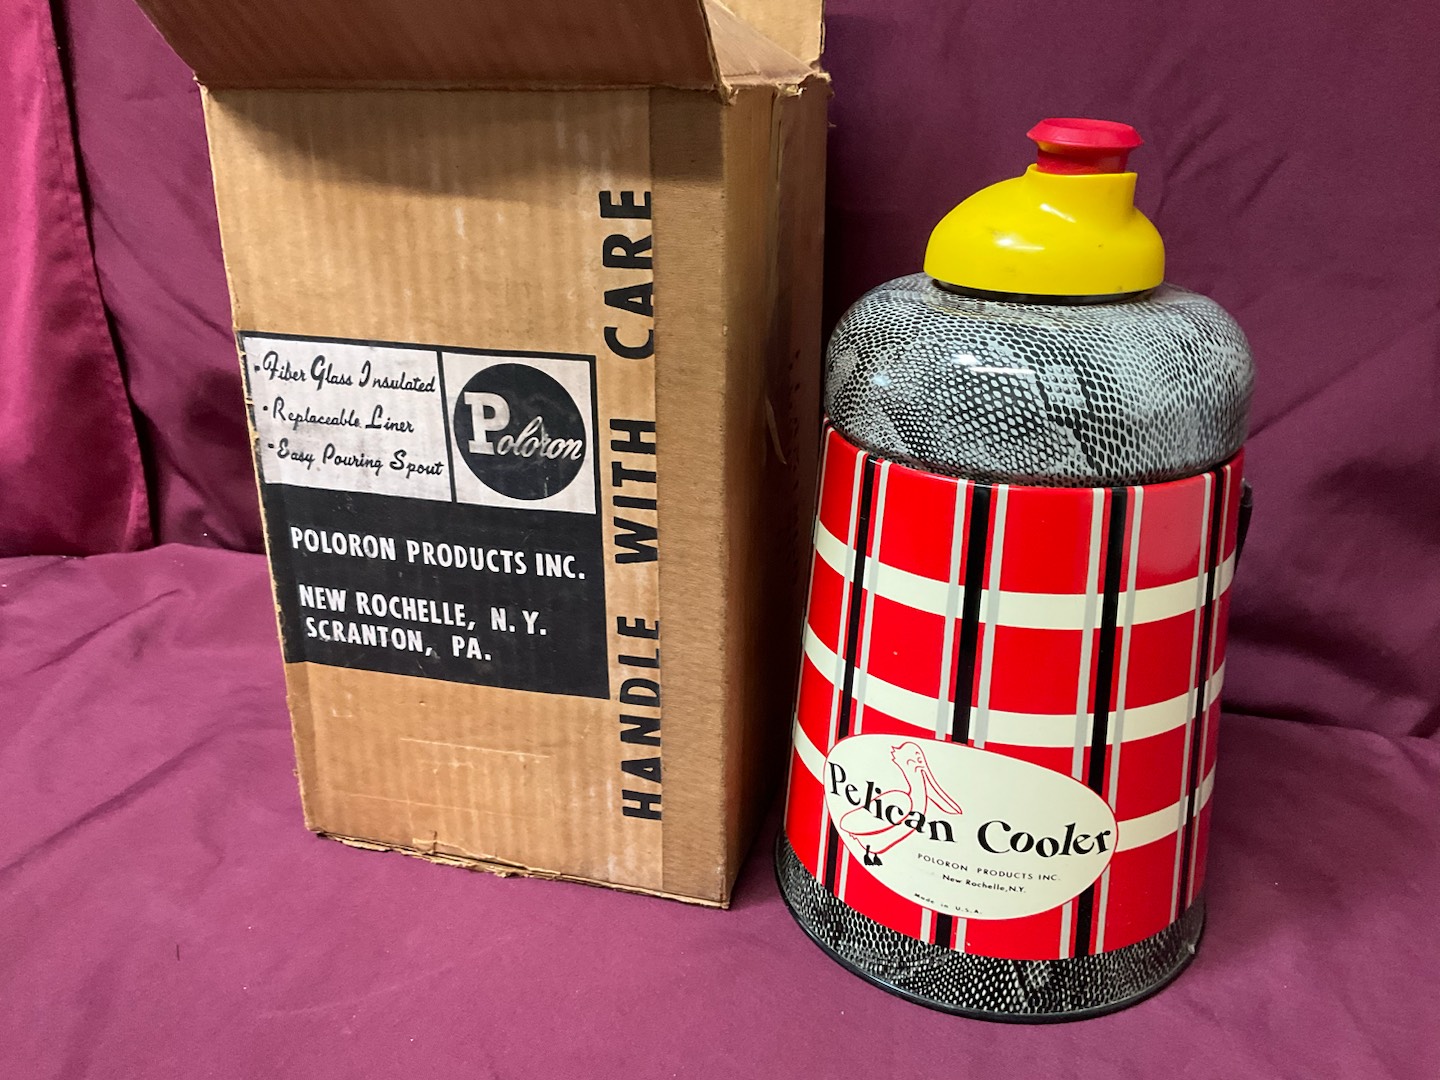 - Fiber Glass Insulated
- Replaceable Liner
- Easy Pouring Spout
Poloron
POLORON PRODUCTS INC.
NEW ROCHELLE, N. Y.
SCRANTON, PA.
HANDLE WITH CARE
Pelican Cooler
POLORON PRODUCTS INC.
New Rochelle, N.Y.
Made in U.S.A.